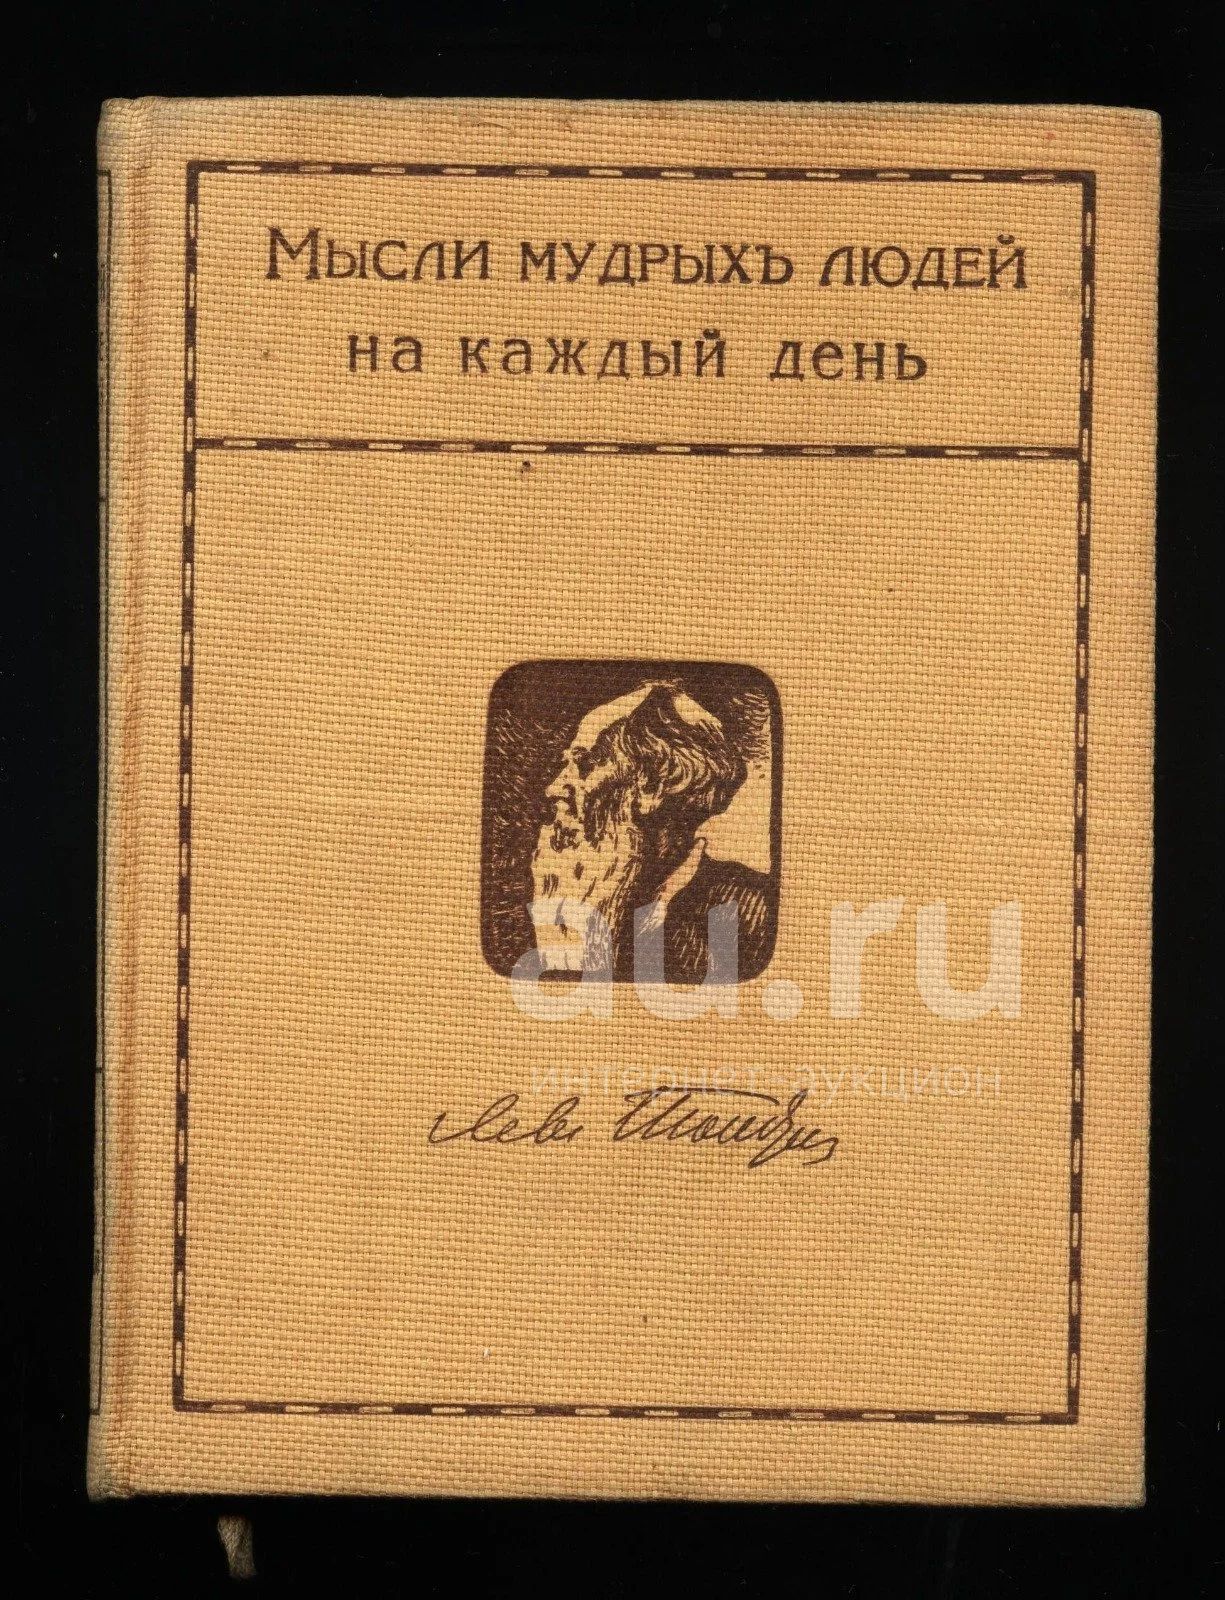 Мысли мудрыхъ людей
на каждый день
au.ru
интернет-аукцион
Левъ Толстой